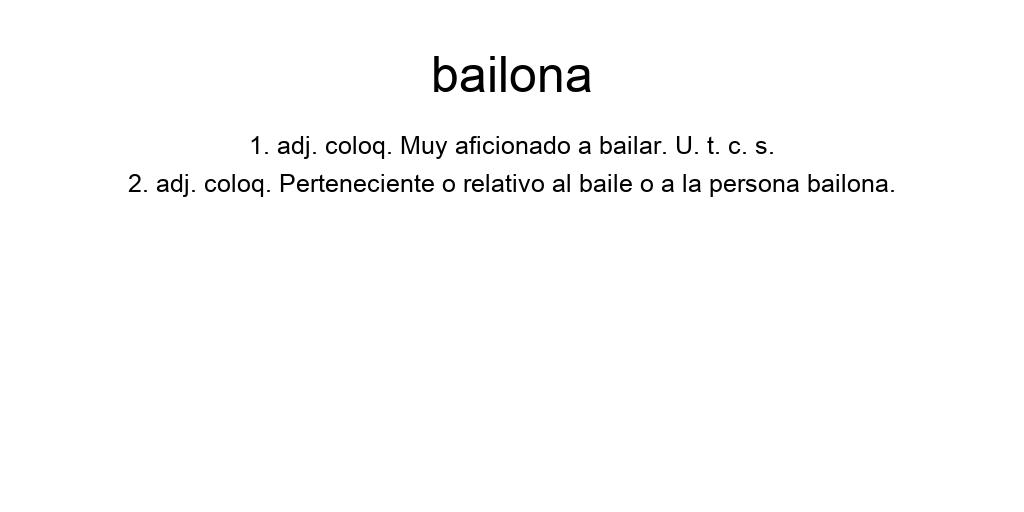 bailona
1. adj. coloq. Muy aficionado a bailar. U. t. c. s.
2. adj. coloq. Perteneciente o relativo al baile o a la persona bailona.